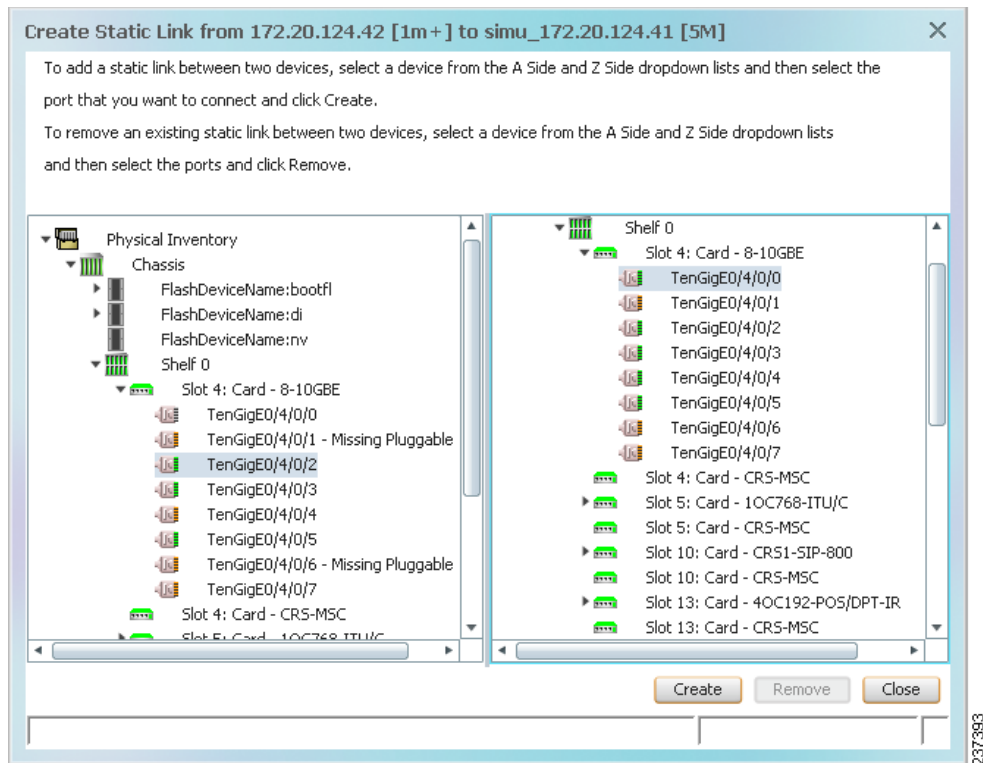 Create Static Link from 172.20.124.42 [1m+] to simu_172.20.124.41 [5M]
To add a static link between two devices, select a device from the A Side and Z Side dropdown lists and then select the
port that you want to connect and click Create.
To remove an existing static link between two devices, select a device from the A Side and Z Side dropdown lists
and then select the ports and click Remove.
Physical Inventory
Chassis
FlashDeviceName:bootfl
FlashDeviceName:di
FlashDeviceName:nv
Shelf 0
Slot 4: Card - 8-10GBE
TenGigE0/4/0/0
TenGigE0/4/0/1 - Missing Pluggable
TenGigE0/4/0/2
TenGigE0/4/0/3
TenGigE0/4/0/4
TenGigE0/4/0/5
TenGigE0/4/0/6 - Missing Pluggable
TenGigE0/4/0/7
Slot 4: Card - CRS-MSC
Slot 5: Card - 1OC768-ITU/C
Shelf 0
Slot 4: Card - 8-10GBE
TenGigE0/4/0/0
TenGigE0/4/0/1
TenGigE0/4/0/2
TenGigE0/4/0/3
TenGigE0/4/0/4
TenGigE0/4/0/5
TenGigE0/4/0/6
TenGigE0/4/0/7
Slot 4: Card - CRS-MSC
Slot 5: Card - 1OC768-ITU/C
Slot 5: Card - CRS-MSC
Slot 10: Card - CRS1-SIP-800
Slot 10: Card - CRS-MSC
Slot 13: Card - 4OC192-POS/DPT-IR
Slot 13: Card - CRS-MSC
Create
Remove
Close
237393